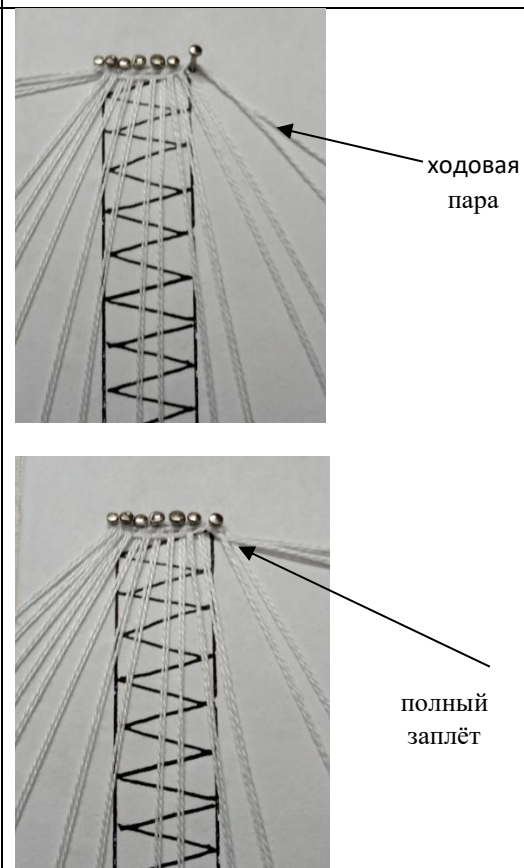 ходовая
пара
полный
заплёт